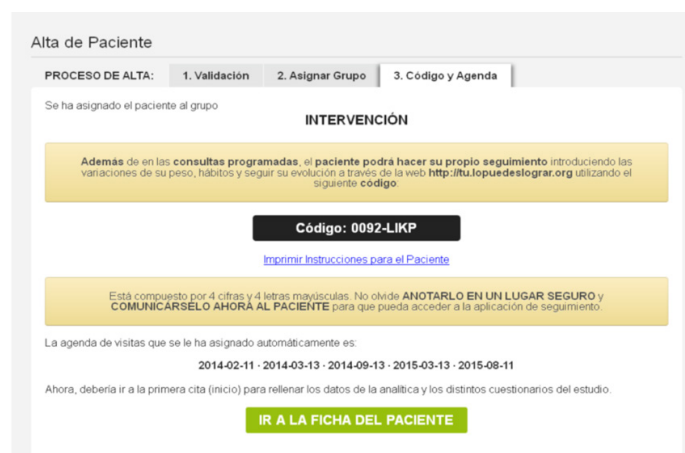 Alta de Paciente
PROCESO DE ALTA: 1. Validación 2. Asignar Grupo 3. Código y Agenda
Se ha asignado el paciente al grupo
INTERVENCIÓN
Además de en las consultas programadas, el paciente podrá hacer su propio seguimiento introduciendo las
variaciones de su peso, hábitos y seguir su evolución a través de la web http://tu.lopuedeslograr.org utilizando el
siguiente código:
Código: 0092-LIKP
Imprimir Instrucciones para el Paciente
Está compuesto por 4 cifras y 4 letras mayúsculas. No olvide ANOTARLO EN UN LUGAR SEGURO y
COMUNICÁRSELO AHORA AL PACIENTE para que pueda acceder a la aplicación de seguimiento.
La agenda de visitas que se le ha asignado automáticamente es:
2014-02-11 · 2014-03-13 · 2014-09-13 · 2015-03-13 · 2015-08-11
Ahora, debería ir a la primera cita (inicio) para rellenar los datos de la analítica y los distintos cuestionarios del estudio.
IR A LA FICHA DEL PACIENTE